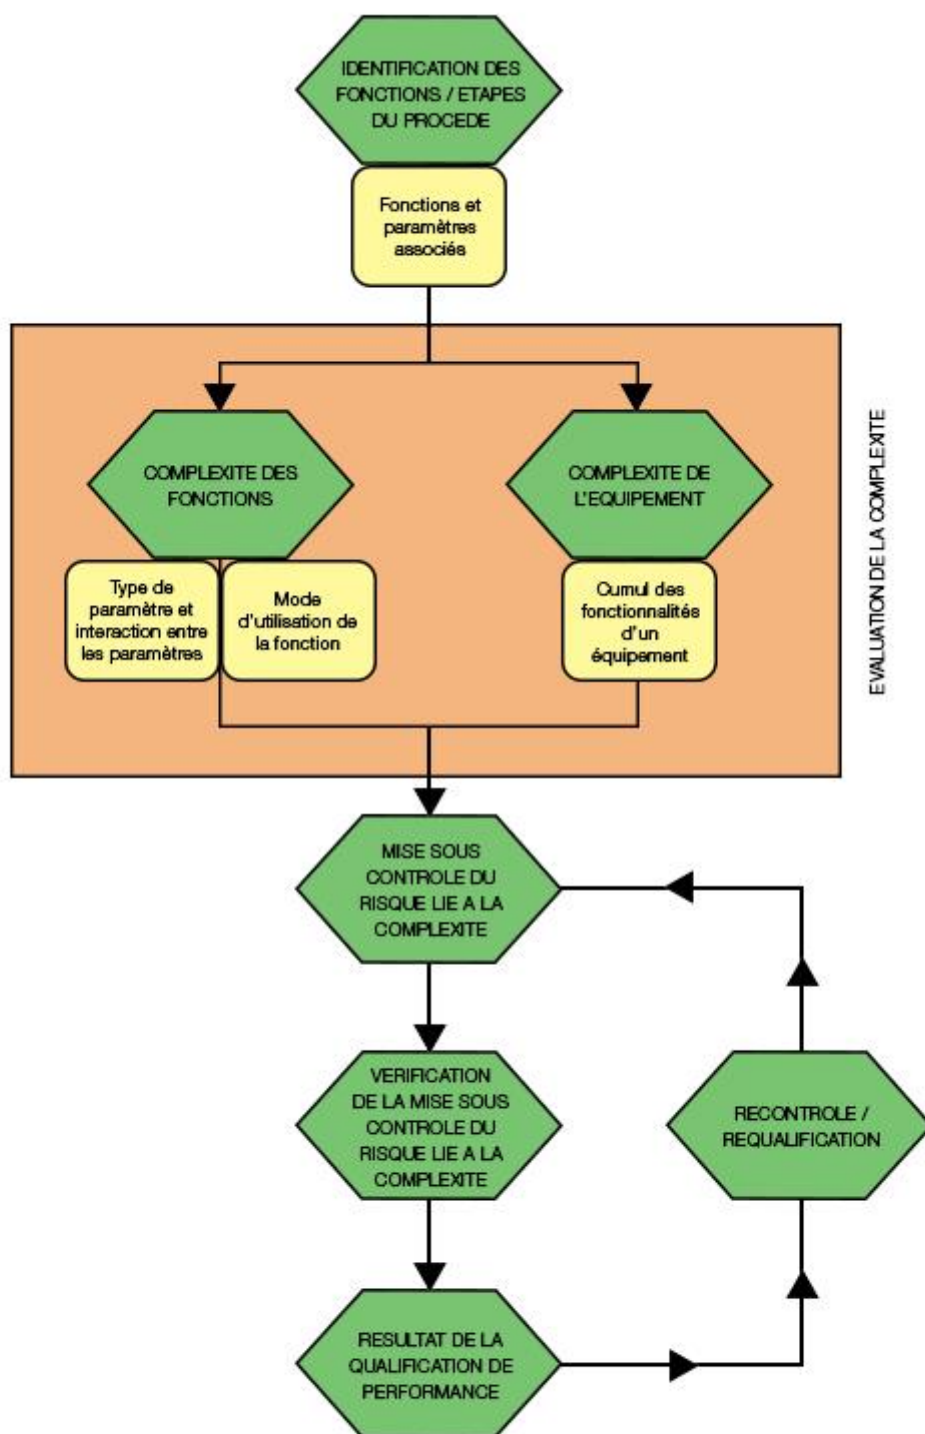 IDENTIFICATION DES
FONCTIONS / ETAPES
DU PROCEDE
Fonctions et
paramètres
associés
EVALUATION DE LA COMPLEXITE
COMPLEXITE DES
FONCTIONS
COMPLEXITE DE
L'EQUIPEMENT
Type de
paramètre et
interaction entre
les paramètres
Mode
d'utilisation de
la fonction
Cumul des
fonctionnalités
d'un
équipement
MISE SOUS
CONTROLE DU
RISQUE LIE A LA
COMPLEXITE
VERIFICATION
DE LA MISE SOUS
CONTROLE DU
RISQUE LIE A LA
COMPLEXITE
RECONTROLE /
REQUALIFICATION
RESULTAT DE LA
QUALIFICATION DE
PERFORMANCE